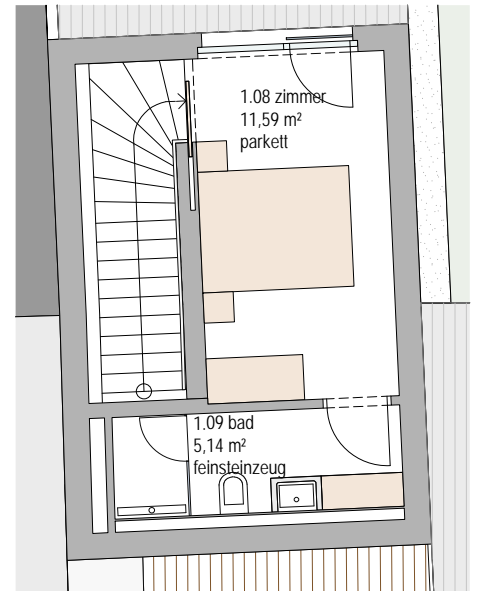 1.08 zimmer
11,59 m²
parkett
1.09 bad
5,14 m²
feinsteinzeug